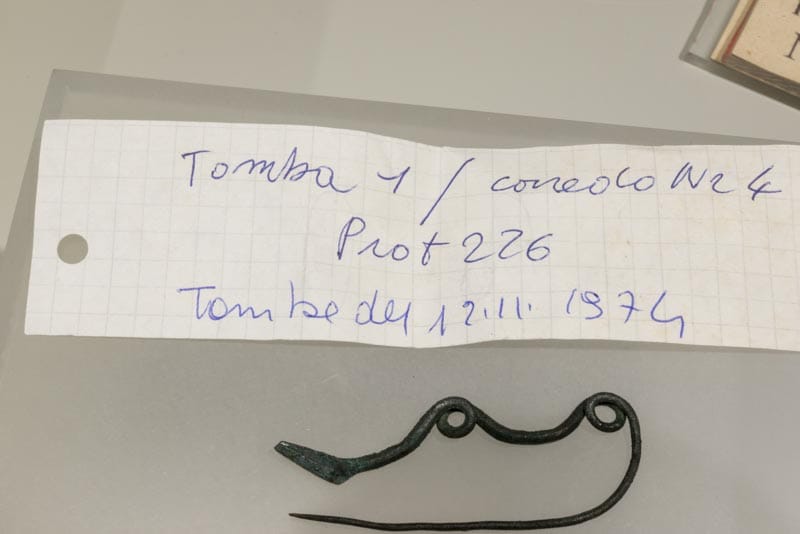 Tomba 1 / corredo Nr 4
Prot 226
Tombe del 12.11. 1974